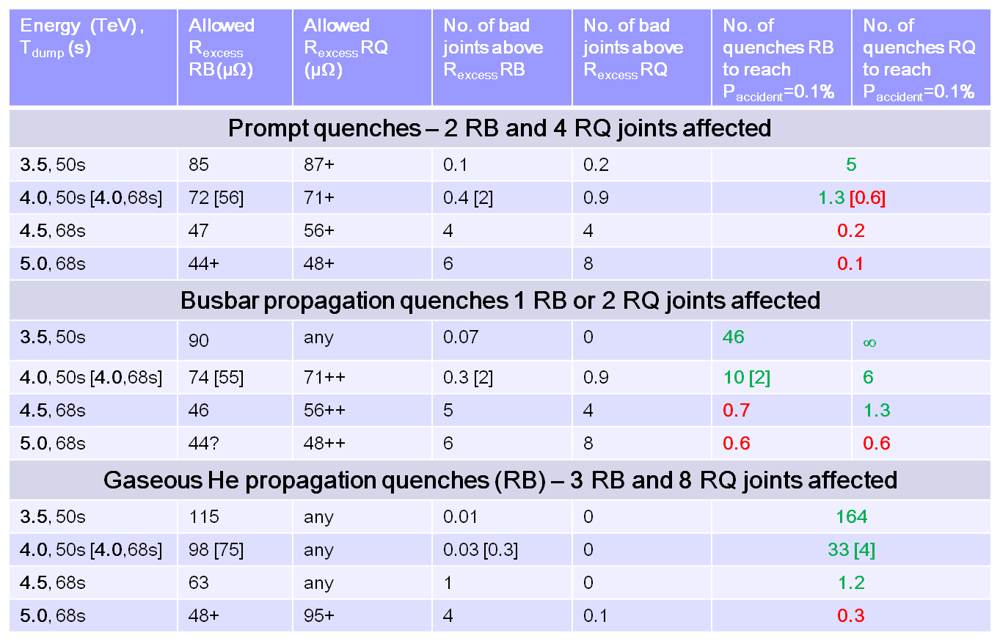 Energy (TeV), Tdump (s) | Allowed Rexcess RB(μΩ) | Allowed Rexcess RQ (μΩ) | No. of bad joints above Rexcess RB | No. of bad joints above Rexcess RQ | No. of quenches RB to reach Paccident=0.1% | No. of quenches RQ to reach Paccident=0.1%
Prompt quenches – 2 RB and 4 RQ joints affected
3.5, 50s | 85 | 87+ | 0.1 | 0.2 | 5
4.0, 50s [4.0,68s] | 72 [56] | 71+ | 0.4 [2] | 0.9 | 1.3 [0.6]
4.5, 68s | 47 | 56+ | 4 | 4 | 0.2
5.0, 68s | 44+ | 48+ | 6 | 8 | 0.1
Busbar propagation quenches 1 RB or 2 RQ joints affected
3.5, 50s | 90 | any | 0.07 | 0 | 46 | ∞
4.0, 50s [4.0,68s] | 74 [55] | 71++ | 0.3 [2] | 0.9 | 10 [2] | 6
4.5, 68s | 46 | 56++ | 5 | 4 | 0.7 | 1.3
5.0, 68s | 44? | 48++ | 6 | 8 | 0.6 | 0.6
Gaseous He propagation quenches (RB) – 3 RB and 8 RQ joints affected
3.5, 50s | 115 | any | 0.01 | 0 | 164
4.0, 50s [4.0,68s] | 98 [75] | any | 0.03 [0.3] | 0 | 33 [4]
4.5, 68s | 63 | any | 1 | 0 | 1.2
5.0, 68s | 48+ | 95+ | 4 | 0.1 | 0.3